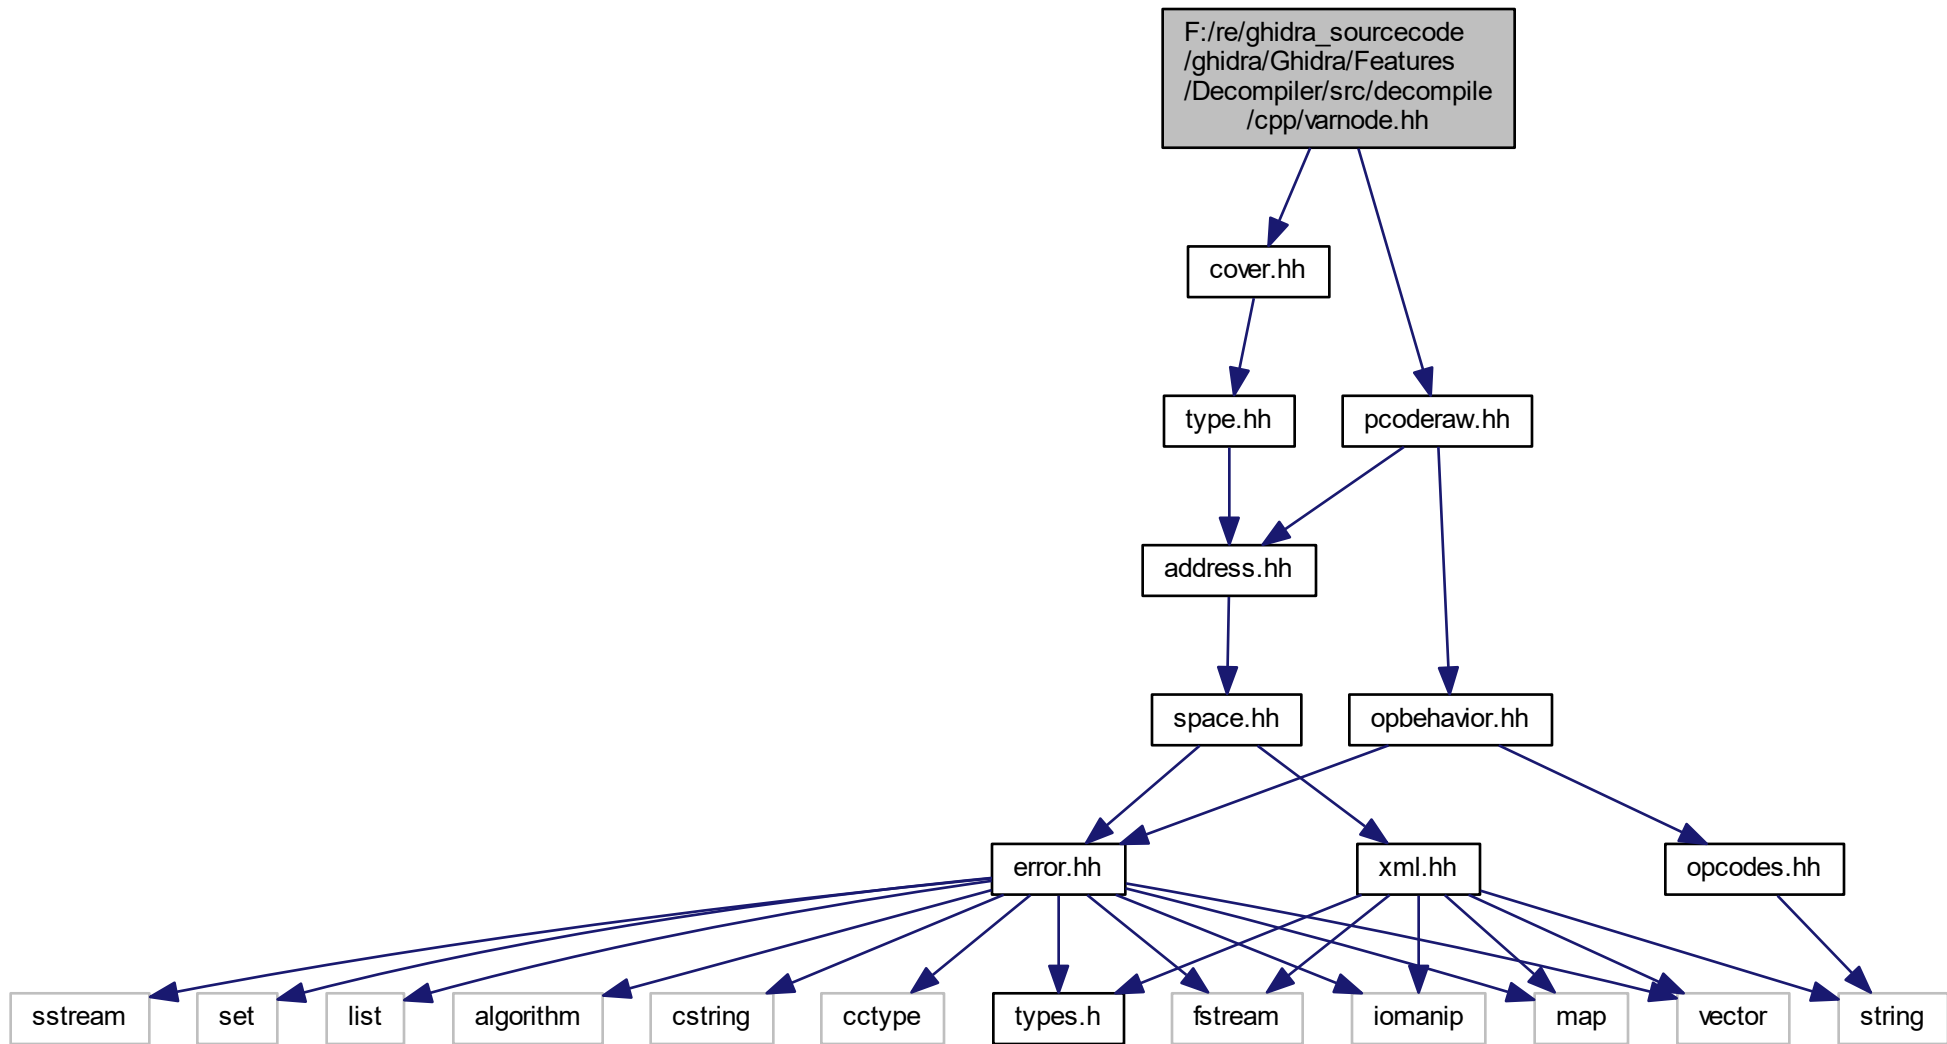 F:/re/ghidra_sourcecode
/ghidra/Ghidra/Features
/Decompiler/src/decompile
/cpp/varnode.hh
cover.hh
type.hh
pcoderaw.hh
address.hh
space.hh
opbehavior.hh
error.hh
xml.hh
opcodes.hh
sstream
set
list
algorithm
cstring
cctype
types.h
fstream
iomanip
map
vector
string